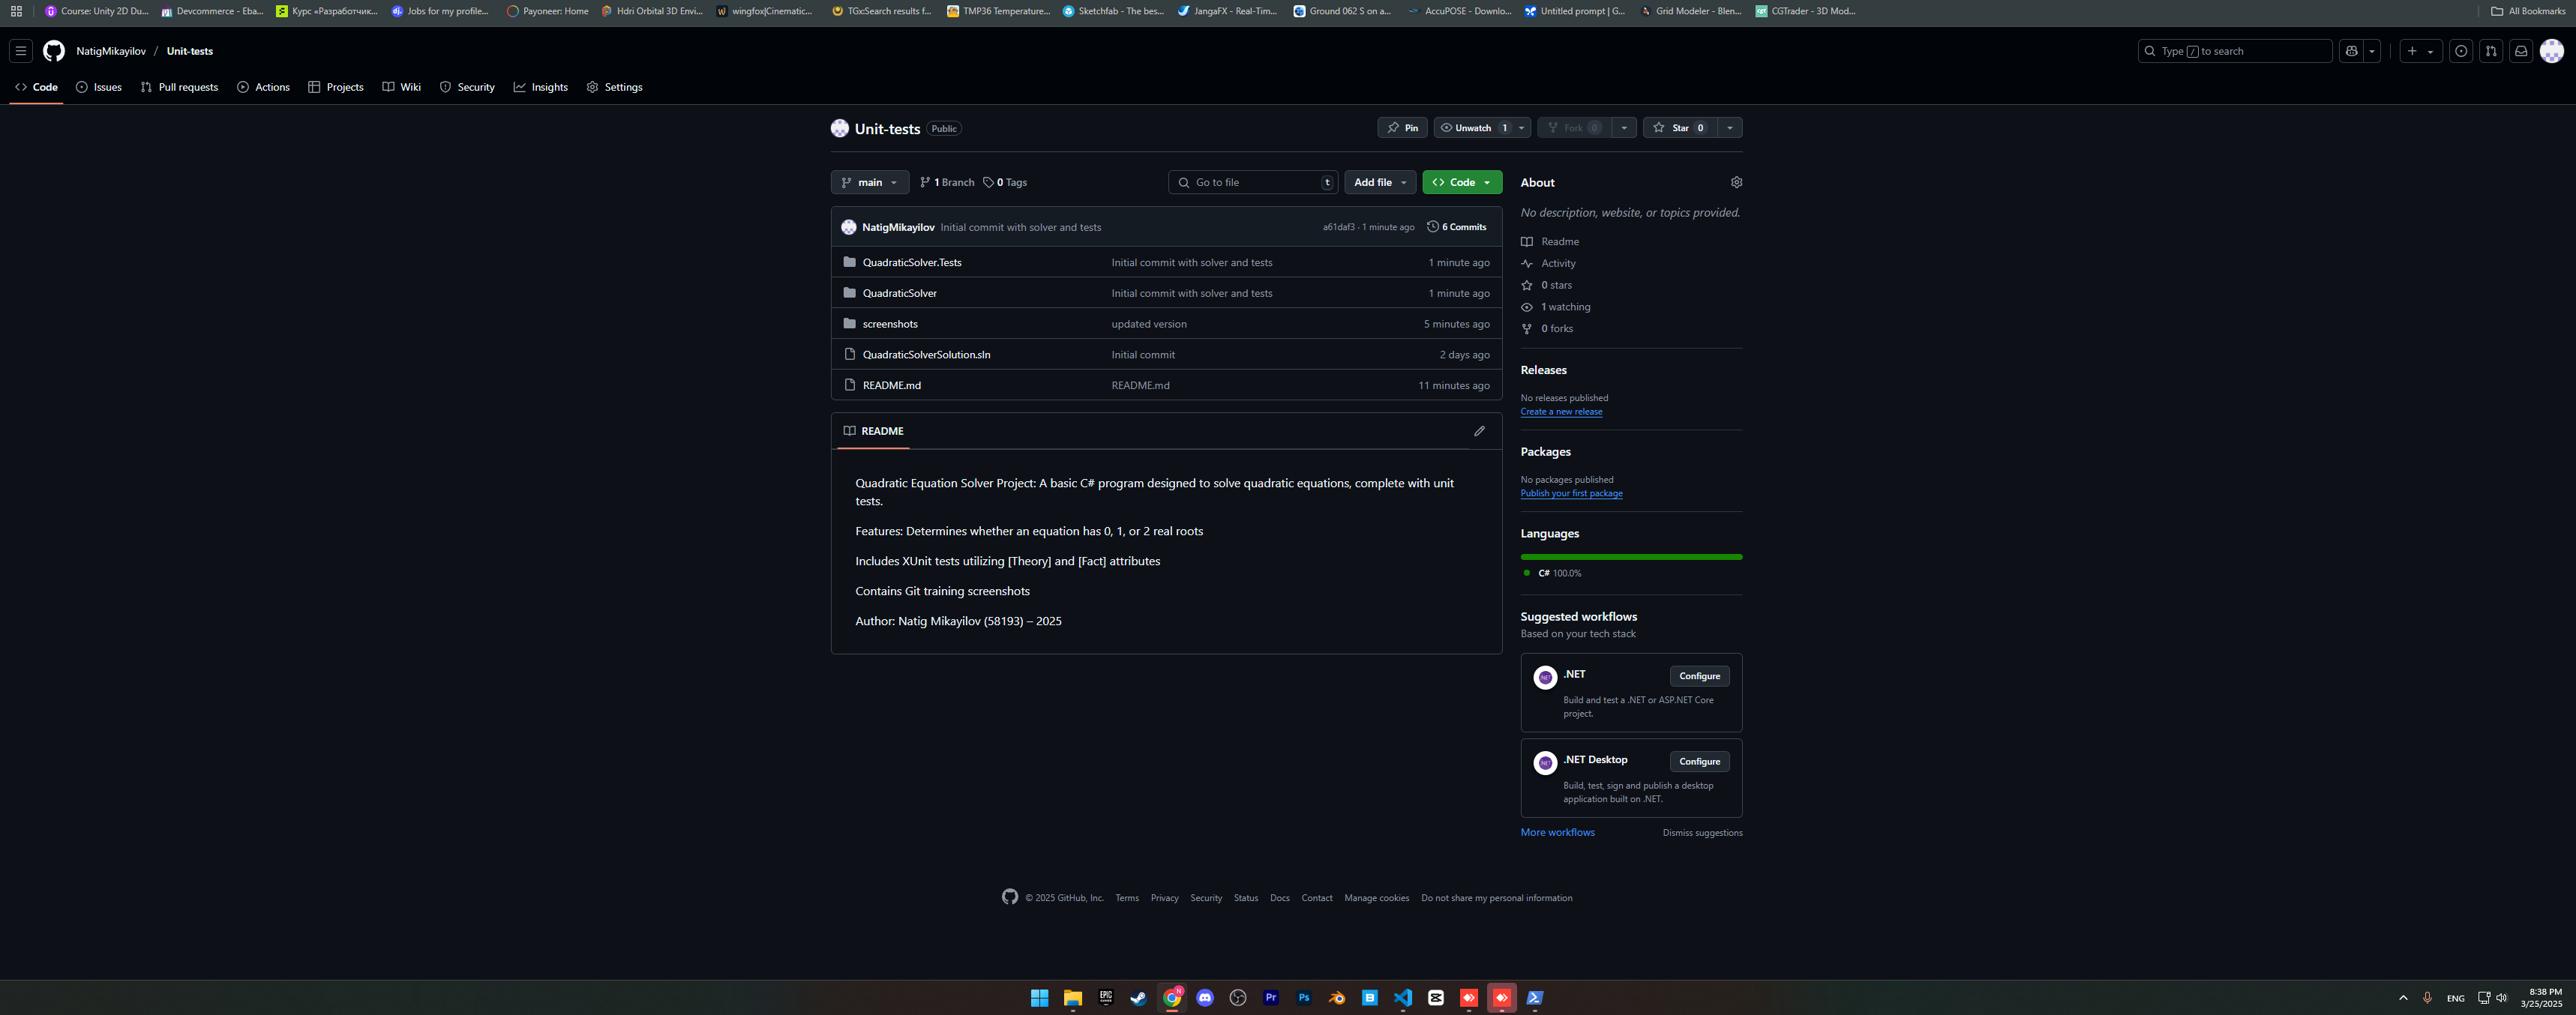 Course: Unity 2D Du... Devcommerce - Eba... Курс «Разработчик... Jobs for my profile... Payoneer: Home Hdri Orbital 3D Envi... wingfox|Cinematic... TGxSearch results f... TMP36 Temperature... Sketchfab - The bes... JangaFX - Real-Tim... Ground 062 S on a... AccuPOSE - Downlo... Untitled prompt | G... Grid Modeler - Blen... CGTrader - 3D Mod... All Bookmarks
NatigMikayilov / Unit-tests Type / to search
Code Issues Pull requests Actions Projects Wiki Security Insights Settings
Unit-tests Public Pin Unwatch 1 Fork 0 Star 0
main 1 Branch 0 Tags Go to file t Add file Code
NatigMikayilov Initial commit with solver and tests a61daf3 · 1 minute ago 6 Commits
QuadraticSolver.Tests Initial commit with solver and tests 1 minute ago
QuadraticSolver Initial commit with solver and tests 1 minute ago
screenshots updated version 5 minutes ago
QuadraticSolverSolution.sln Initial commit 2 days ago
README.md README.md 11 minutes ago
README
Quadratic Equation Solver Project: A basic C# program designed to solve quadratic equations, complete with unit
tests.
Features: Determines whether an equation has 0, 1, or 2 real roots
Includes XUnit tests utilizing [Theory] and [Fact] attributes
Contains Git training screenshots
Author: Natig Mikayilov (58193) – 2025
About
No description, website, or topics provided.
Readme
Activity
0 stars
1 watching
0 forks
Releases
No releases published
Create a new release
Packages
No packages published
Publish your first package
Languages
C# 100.0%
Suggested workflows
Based on your tech stack
.NET Configure
Build and test a .NET or ASP.NET Core
project.
.NET Desktop Configure
Build, test, sign and publish a desktop
application built on .NET.
More workflows Dismiss suggestions
© 2025 GitHub, Inc. Terms Privacy Security Status Docs Contact Manage cookies Do not share my personal information
EPIC N Pr Ps ENG 8:38 PM
3/25/2025